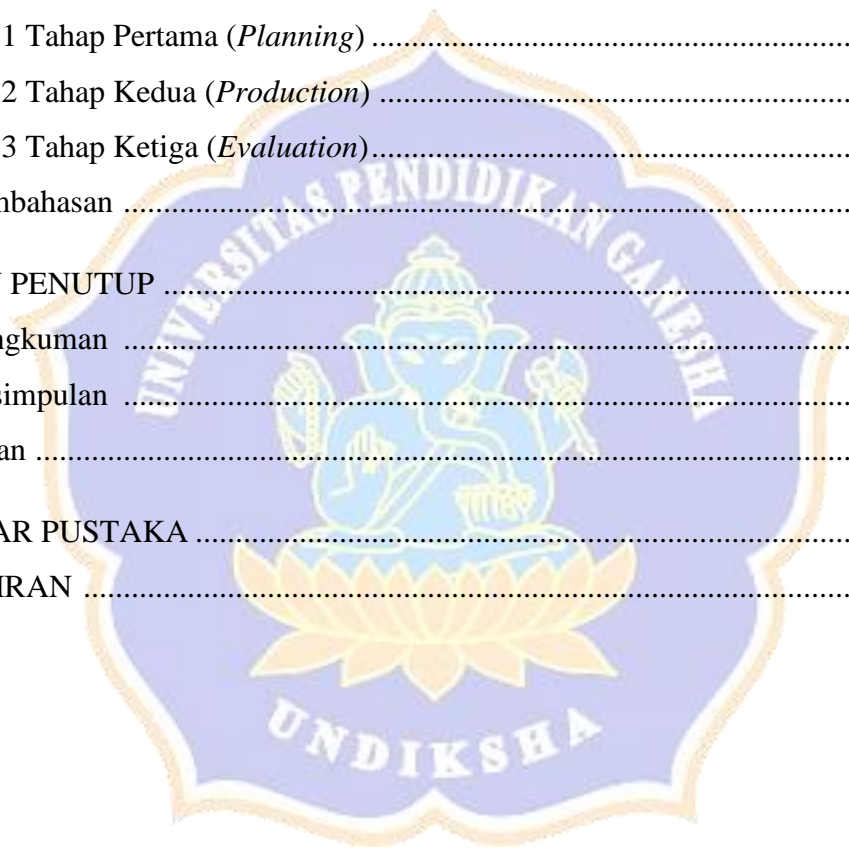 1 Tahap Pertama (Planning) ........................................................
2 Tahap Kedua (Production) .......................................................
3 Tahap Ketiga (Evaluation) ........................................................
mbahasan ........................................................................................
PENUTUP ...................................................................................
ngkuman ........................................................................................
simpulan ........................................................................................
an ...................................................................................................
AR PUSTAKA ...............................................................................
IRAN .............................................................................................
UNIVERSITAS PENDIDIKAN GANESHA
UNDIKSHA